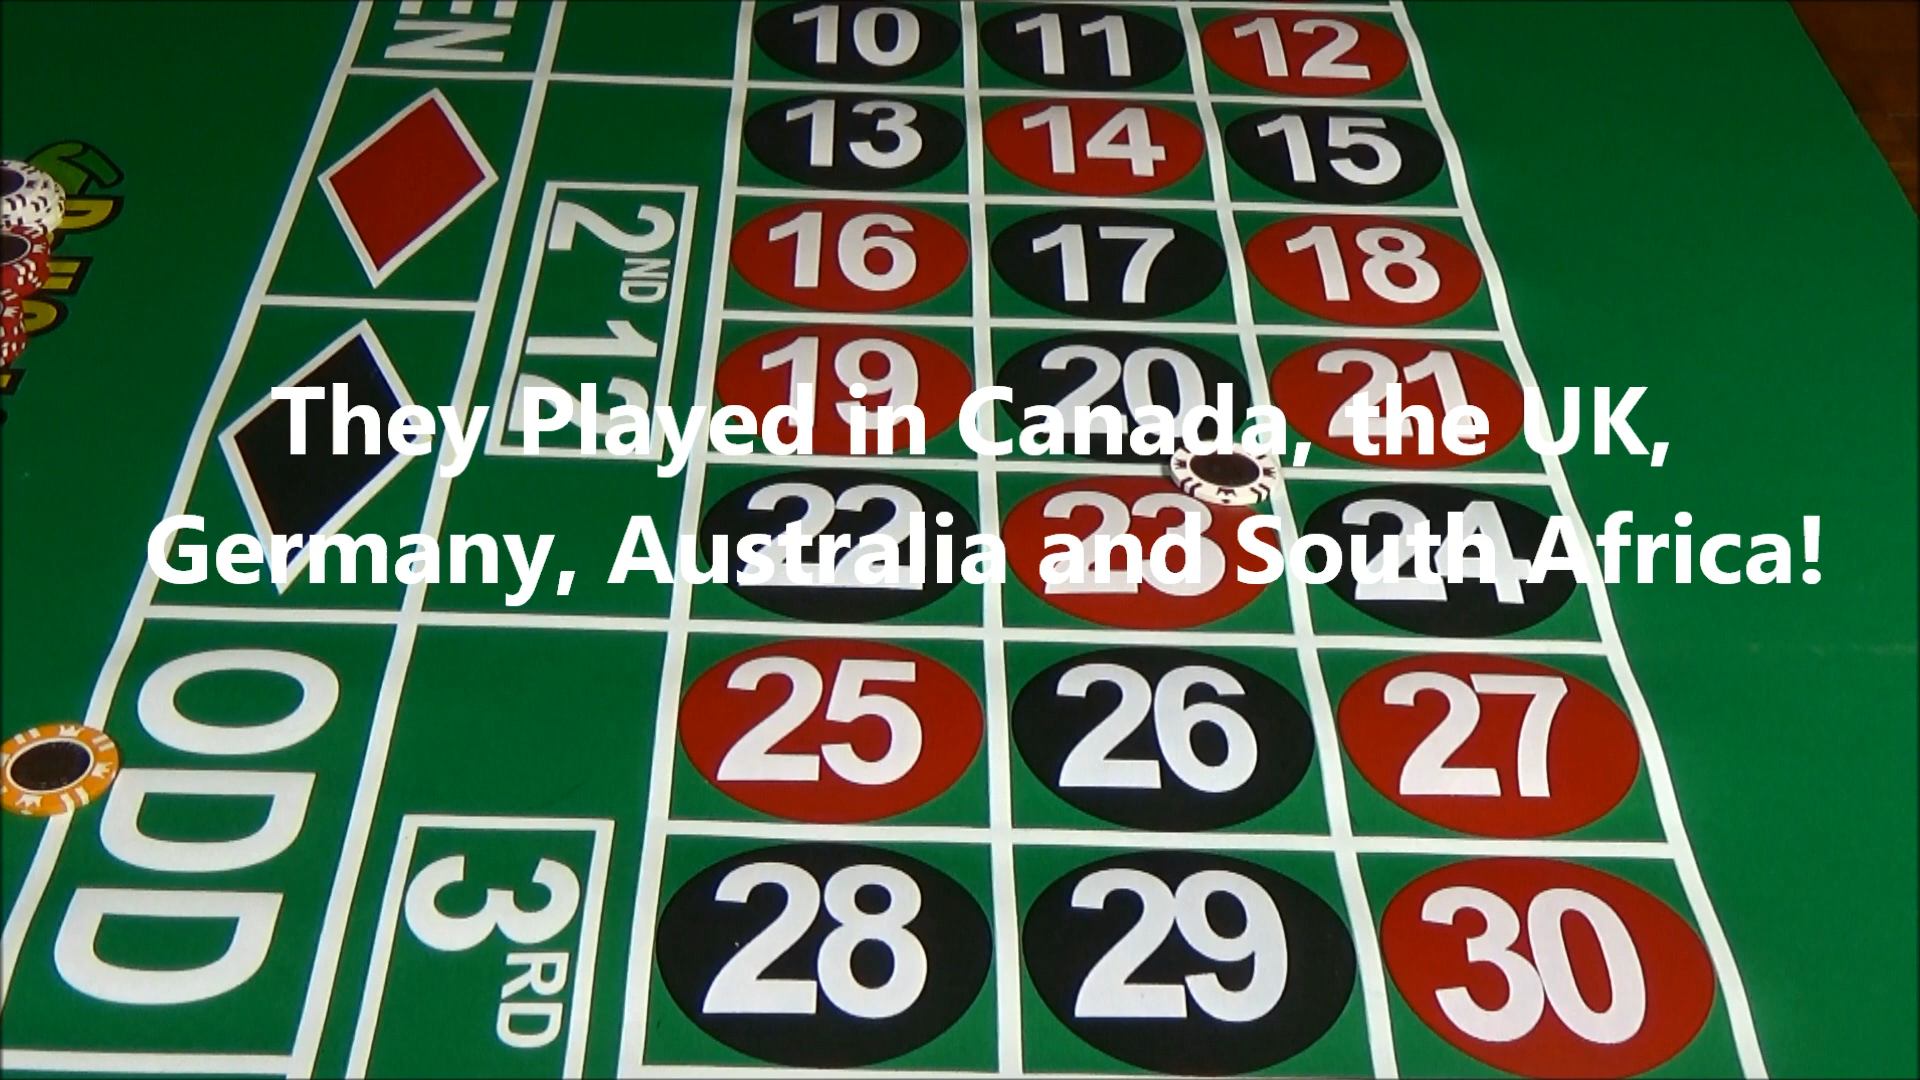 EN
10 11 12
13 14 15
2ND 12
16 17 18
19 20 21
They Played in Canada, the UK,
Germany, Australia and South Africa!
22 23 24
ODD
25 26 27
3RD
28 29 30